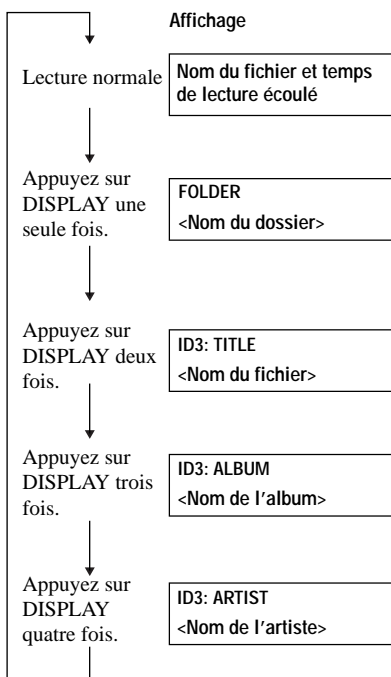 Affichage
Lecture normale
Nom du fichier et temps
de lecture écoulé
Appuyez sur
DISPLAY une
seule fois.
FOLDER
<Nom du dossier>
Appuyez sur
DISPLAY deux
fois.
ID3: TITLE
<Nom du fichier>
Appuyez sur
DISPLAY trois
fois.
ID3: ALBUM
<Nom de l'album>
Appuyez sur
DISPLAY
quatre fois.
ID3: ARTIST
<Nom de l'artiste>